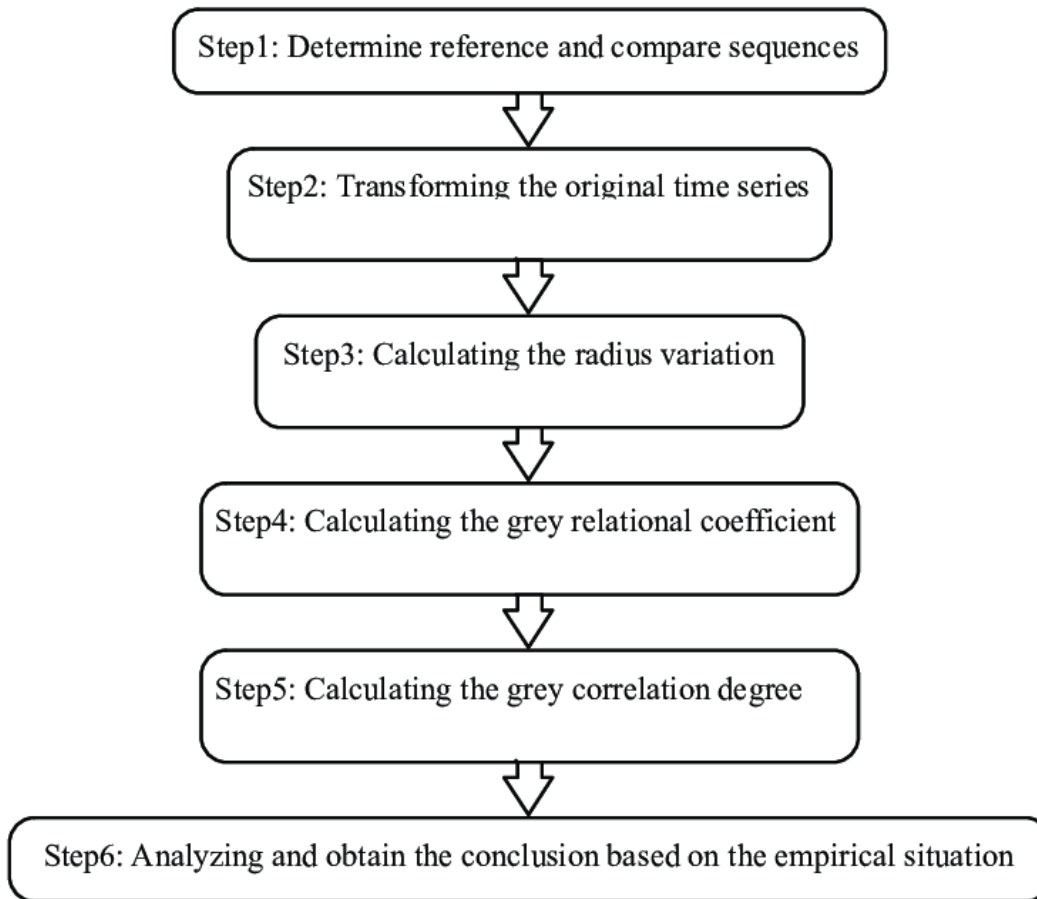 Step1: Determine reference and compare sequences
Step2: Transforming the original time series
Step3: Calculating the radius variation
Step4: Calculating the grey relational coefficient
Step5: Calculating the grey correlation degree
Step6: Analyzing and obtain the conclusion based on the empirical situation